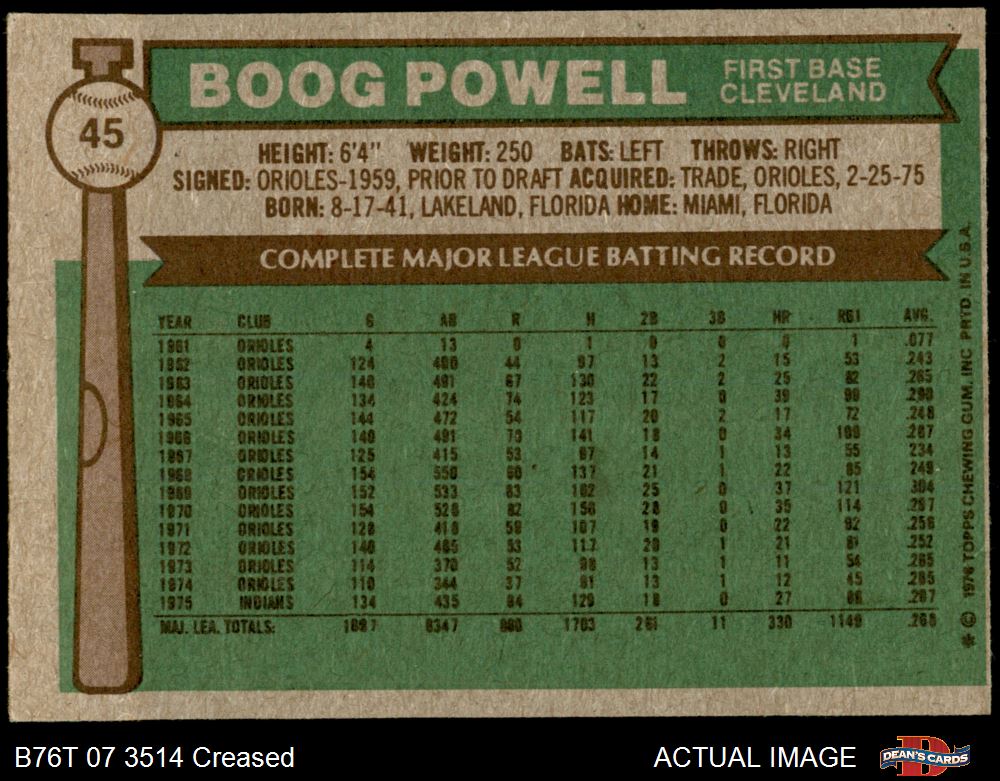 45
BOOG POWELL
FIRST BASE
CLEVELAND
HEIGHT: 6'4" WEIGHT: 250 BATS: LEFT THROWS: RIGHT
SIGNED: ORIOLES-1959, PRIOR TO DRAFT ACQUIRED: TRADE, ORIOLES, 2-25-75
BORN: 8-17-41, LAKELAND, FLORIDA HOME: MIAMI, FLORIDA
COMPLETE MAJOR LEAGUE BATTING RECORD
YEAR CLUB G AB R H 2B 3B HR RBI AVG.
1961 ORIOLES 4 13 0 1 0 0 0 1 .077
1962 ORIOLES 124 400 44 97 13 2 15 53 .243
1963 ORIOLES 140 491 67 130 22 2 25 82 .265
1964 ORIOLES 134 424 74 123 17 0 39 99 .290
1965 ORIOLES 144 472 54 117 20 2 17 72 .248
1966 ORIOLES 140 491 78 141 18 0 34 109 .287
1967 ORIOLES 125 415 53 97 14 1 13 55 .234
1968 ORIOLES 154 550 60 137 21 1 22 85 .249
1969 ORIOLES 152 533 83 162 25 0 37 121 .304
1970 ORIOLES 154 526 82 156 28 0 35 114 .297
1971 ORIOLES 128 418 59 107 19 0 22 92 .256
1972 ORIOLES 140 465 53 117 20 1 21 81 .252
1973 ORIOLES 114 370 52 98 13 1 11 54 .265
1974 ORIOLES 110 344 37 91 13 1 12 45 .265
1975 INDIANS 134 435 64 129 18 0 27 86 .297
MAJ. LEA. TOTALS: 1897 6347 1703 261 11 330 1149 .268
* © 1976 TOPPS CHEWING GUM, INC. PRTD. IN U.S.A.
B76T 07 3514 Creased
ACTUAL IMAGE
DEAN'S CARDS